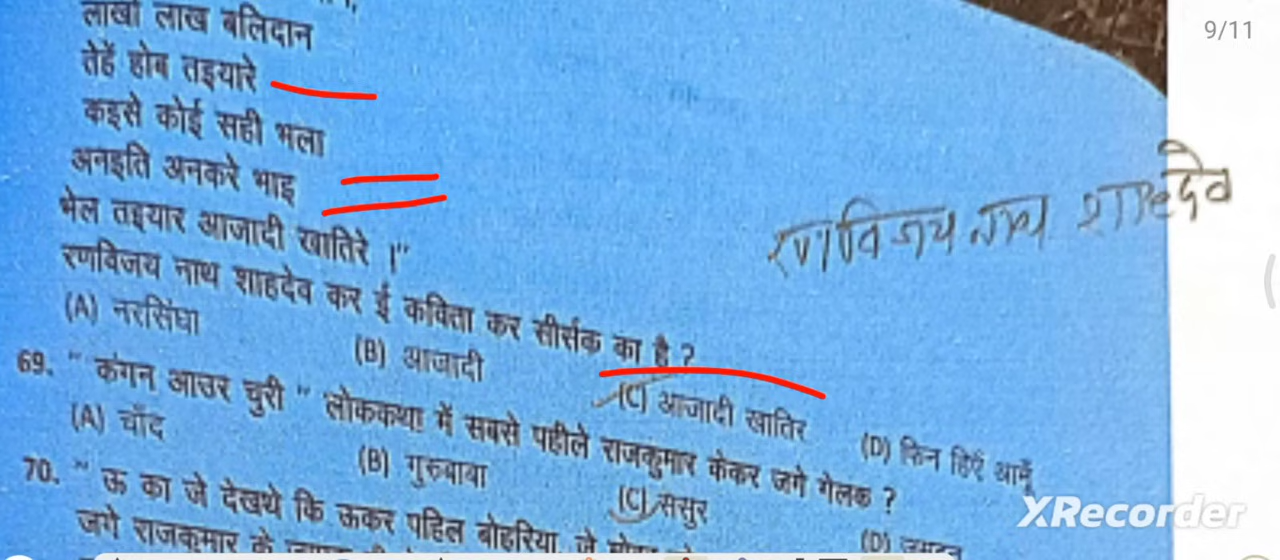 लाखों लाख बलिदान
तेहें होब तइयारे
कइसे कोई सही भला
अनइति अनकरे भाइ
भेल तइयार आजादी खातिरे ।"
रणविजय नाथ शाहदेव कर ई कविता कर सीर्सक का है ?
(A) नरसिंघा (B) आजादी (C) आजादी खातिर (D) फिन हिएँ आमूँ
69. " कंगन आउर चुरी " लोककथा में सबसे पहीले राजकुमार केकर जगे गेलक ?
(A) चाँद (B) गुरुबाबा (C) ससुर (D)
70. " ऊ का जे देखथे कि ऊकर पहिल बोहरिया जे
जगे राजकुमार के
रणविजय नाथ शाहदेव
9/11
XRecorder